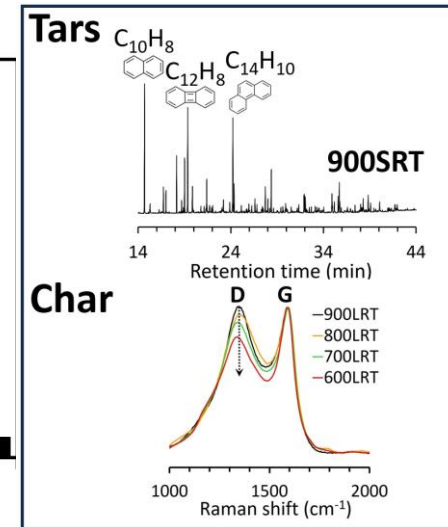 Tars
C₁₀H₈
C₁₂H₈
C₁₄H₁₀
900SRT
14 24 34 44
Retention time (min)
Char
D G
900LRT
800LRT
700LRT
600LRT
1000 1500 2000
Raman shift (cm⁻¹)